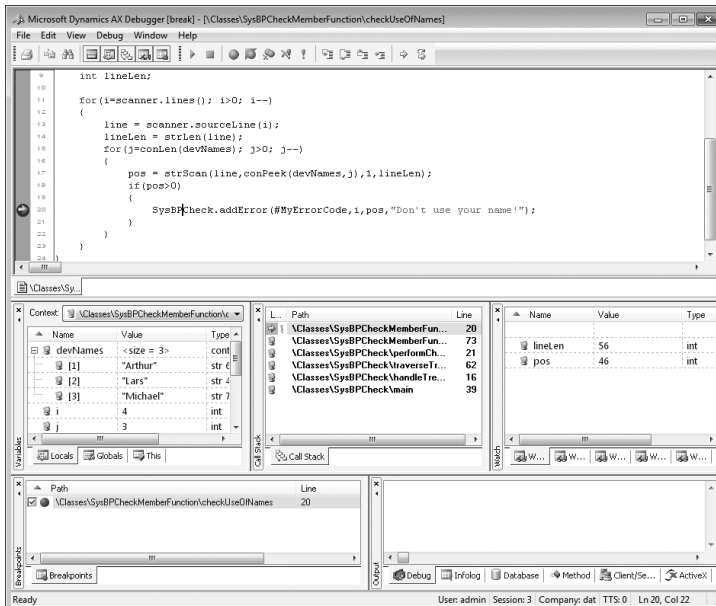 Microsoft Dynamics AX Debugger [break] - [\Classes\SysBPCheckMemberFunction\checkUseOfNames]
File Edit View Debug Window Help
9 int lineLen;
10
11 for(i=scanner.lines(); i>0; i--)
12 {
13 line = scanner.sourceLine(i);
14 lineLen = strLen(line);
15 for(j=conLen(devNames); j>0; j--)
16 {
17 pos = strScan(line,conPeek(devNames,j),1,lineLen);
18 if(pos>0)
19 {
20 SysBPCheck.addError(#MyErrorCode,i,pos,"Don't use your name!");
21 }
22 }
23 }
24 }
\Classes\Sy...
Context: \Classes\SysBPCheckMemberFunction\c
Name Value Type
devNames <size = 3> cont
[1] "Arthur" str 6
[2] "Lars" str 4
[3] "Michael" str 7
i 4 int
j 3 int
Locals Globals This
Variables
L... Path Line
\Classes\SysBPCheckMemberFun... 20
\Classes\SysBPCheckMemberFun... 73
\Classes\SysBPCheck\performCh... 21
\Classes\SysBPCheck\traverseTr... 62
\Classes\SysBPCheck\handleTre... 16
\Classes\SysBPCheck\main 39
Call Stack
Call Stack
Name Value Type
lineLen 56 int
pos 46 int
W... W... W... W... W...
Watch
Path Line
\Classes\SysBPCheckMemberFunction\checkUseOfNames 20
Breakpoints
Breakpoints
Output
Debug Infolog Database Method Client/Se... ActiveX
Ready User: admin Session: 3 Company: dat TTS: 0 Ln 20, Col 22